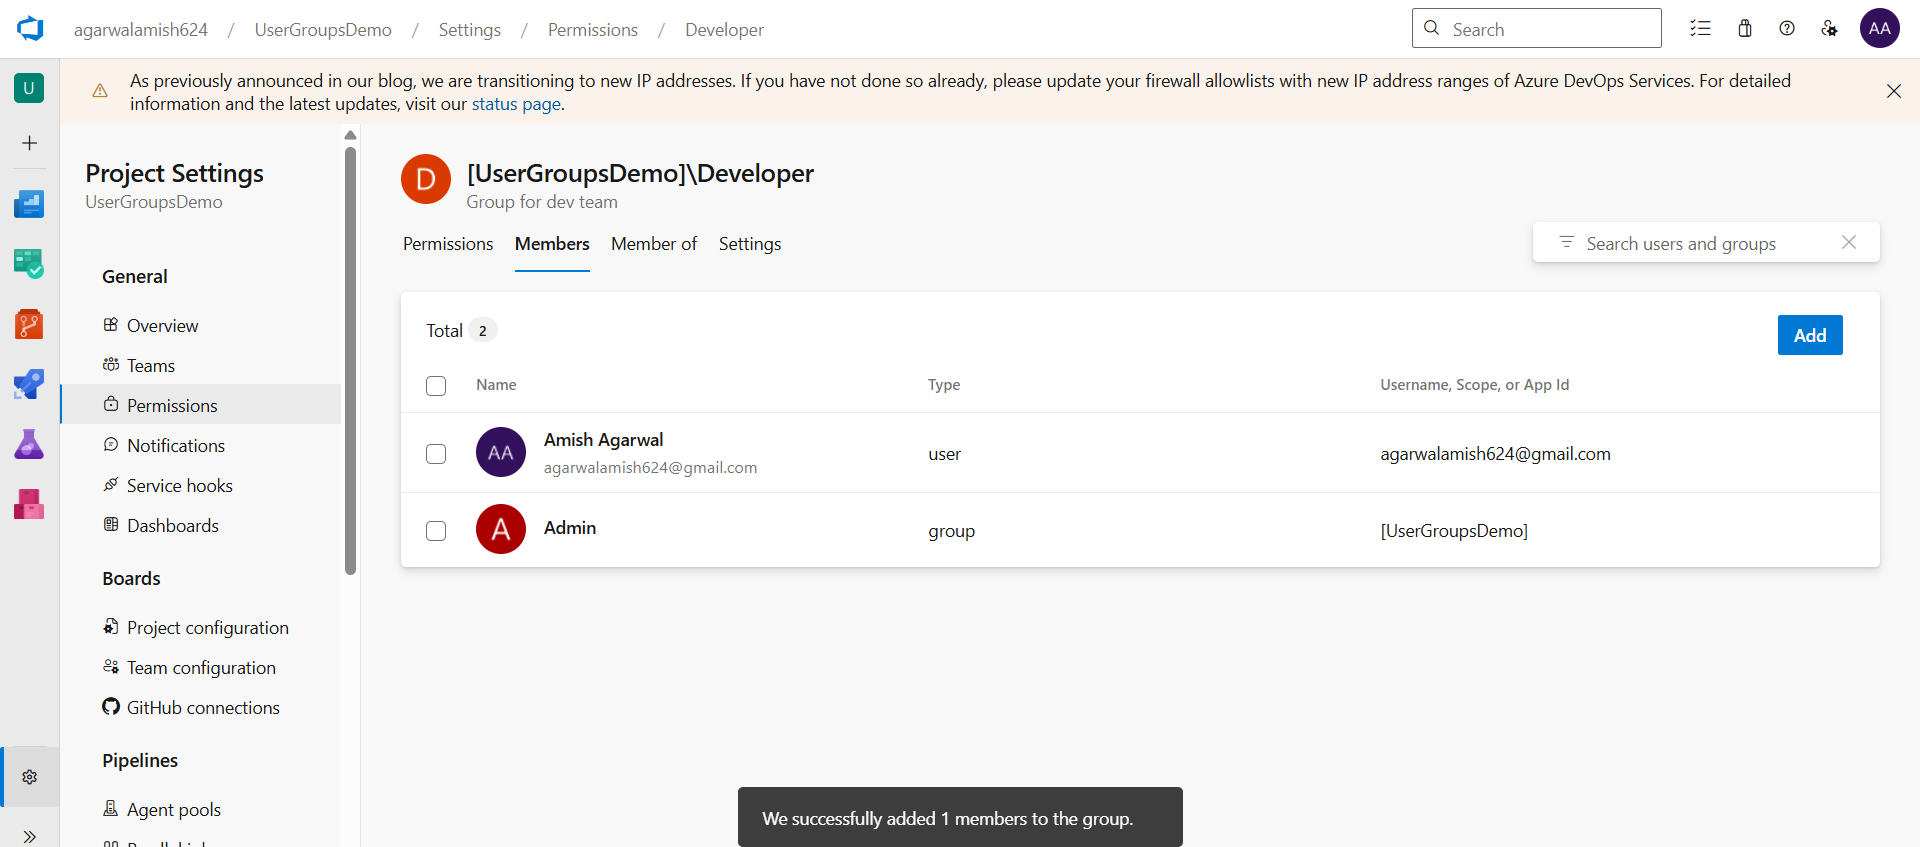 agarwalamish624 / UserGroupsDemo / Settings / Permissions / Developer
Search
AA
U
As previously announced in our blog, we are transitioning to new IP addresses. If you have not done so already, please update your firewall allowlists with new IP address ranges of Azure DevOps Services. For detailed
information and the latest updates, visit our status page.
Project Settings
UserGroupsDemo
General
Overview
Teams
Permissions
Notifications
Service hooks
Dashboards
Boards
Project configuration
Team configuration
GitHub connections
Pipelines
Agent pools
D
[UserGroupsDemo]\Developer
Group for dev team
Permissions Members Member of Settings
Search users and groups
Total 2
Add
Name Type Username, Scope, or App Id
AA
Amish Agarwal
agarwalamish624@gmail.com
user
agarwalamish624@gmail.com
A
Admin
group
[UserGroupsDemo]
We successfully added 1 members to the group.